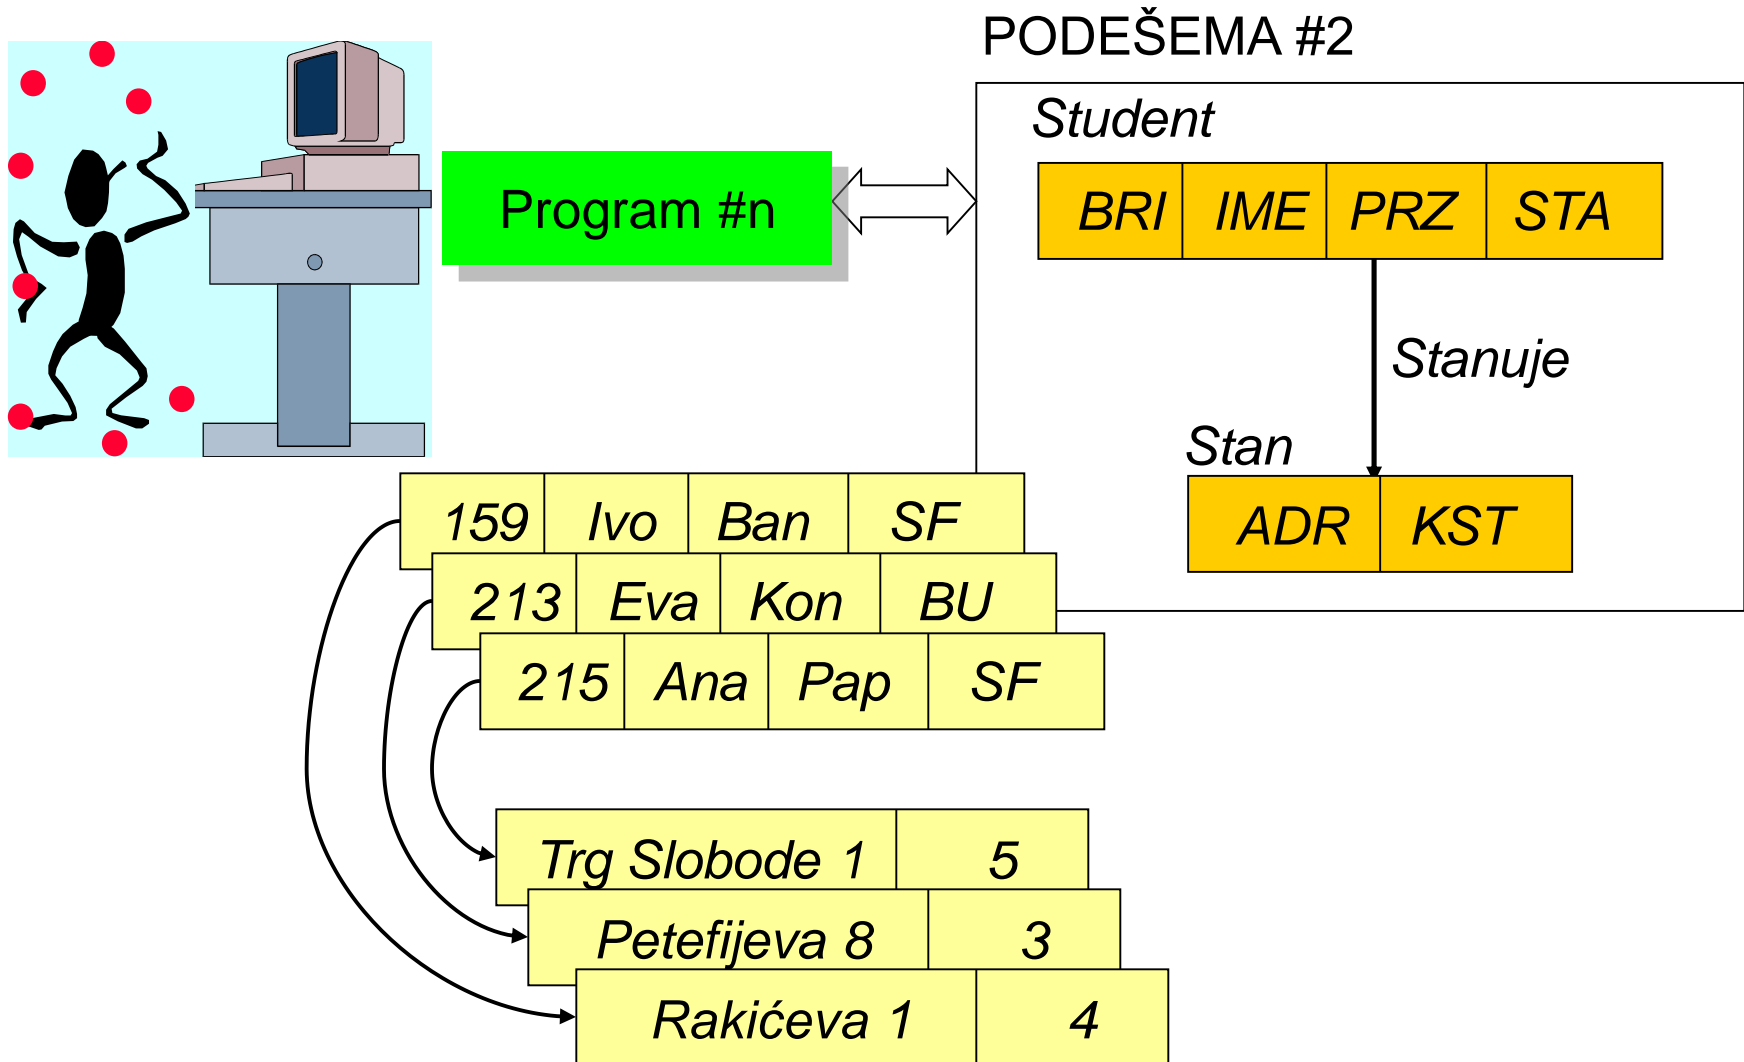 PODEŠEMA #2
Student
Program #n
BRI IME PRZ STA
Stanuje
Stan
ADR KST
159 Ivo Ban SF
213 Eva Kon BU
215 Ana Pap SF
Trg Slobode 1 5
Petefijeva 8 3
Rakićeva 1 4